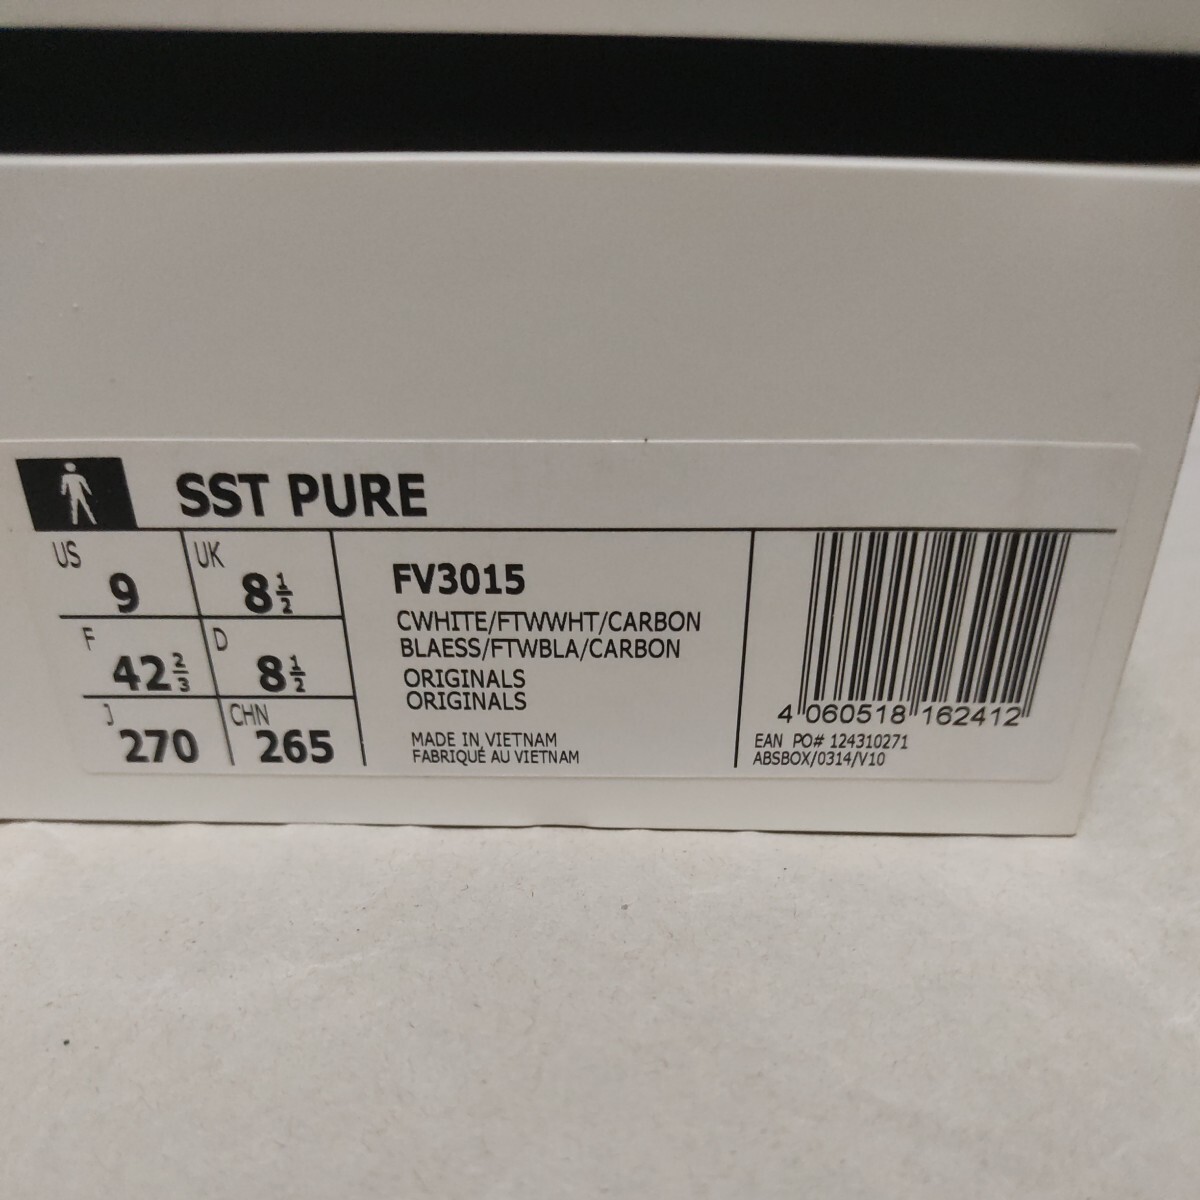 SST PURE
US 9 UK 8 1/2
F 42 2/3 D 8 1/2
J 270 CHN 265
FV3015
CWHITE/FTWWHT/CARBON
BLAESS/FTWBLA/CARBON
ORIGINALS
ORIGINALS
MADE IN VIETNAM
FABRIQUÉ AU VIETNAM
4 060518 162412
EAN PO# 124310271
ABSBOX/0314/V10